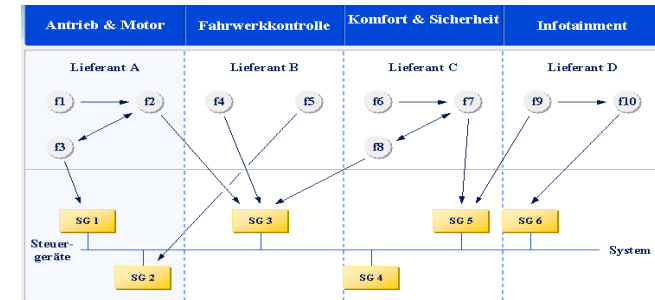 Antrieb & Motor
Fahrwerkkontrolle
Komfort & Sicherheit
Infotainment
Lieferant A
Lieferant B
Lieferant C
Lieferant D
f1
f2
f4
f5
f6
f7
f9
f10
f3
f8
SG 1
SG 3
SG 5
SG 6
Steuer-
geräte
System
SG 2
SG 4